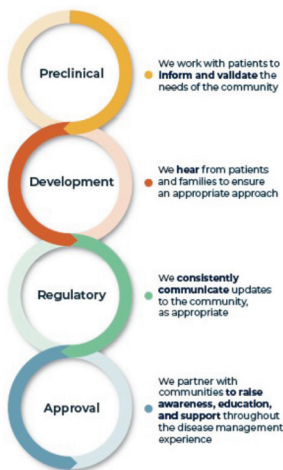 Preclinical
We work with patients to
inform and validate the
needs of the community
Development
We hear from patients
and families to ensure
an appropriate approach
Regulatory
We consistently
communicate updates
to the community,
as appropriate
Approval
We partner with
communities to raise
awareness, education,
and support throughout
the disease management
experience